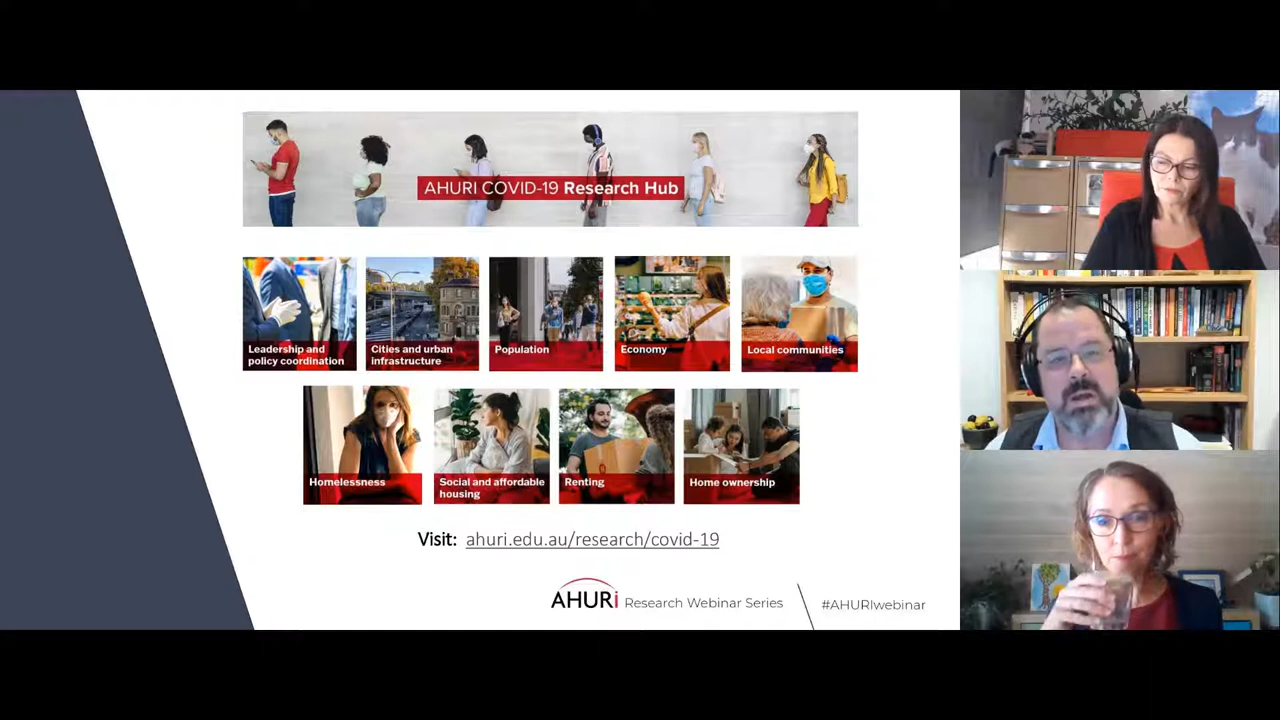 AHURI COVID-19 Research Hub
Leadership and
policy coordination
Cities and urban
infrastructure
Population
Economy
Local communities
Homelessness
Social and affordable
housing
Renting
Home ownership
Visit: ahuri.edu.au/research/covid-19
AHURi Research Webinar Series
#AHURIwebinar